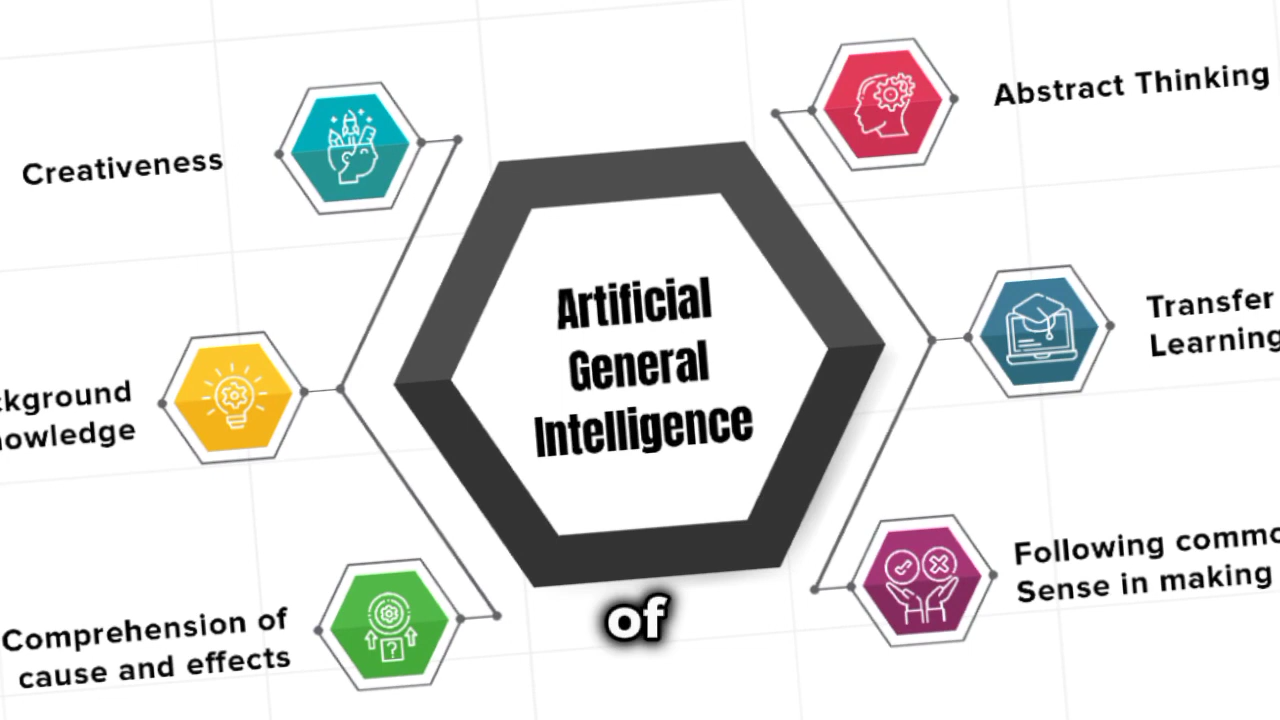 Creativeness
ckground
nowledge
Comprehension of
cause and effects
Artificial
General
Intelligence
of
Abstract Thinking
Transfer
Learning
Following commo
Sense in making